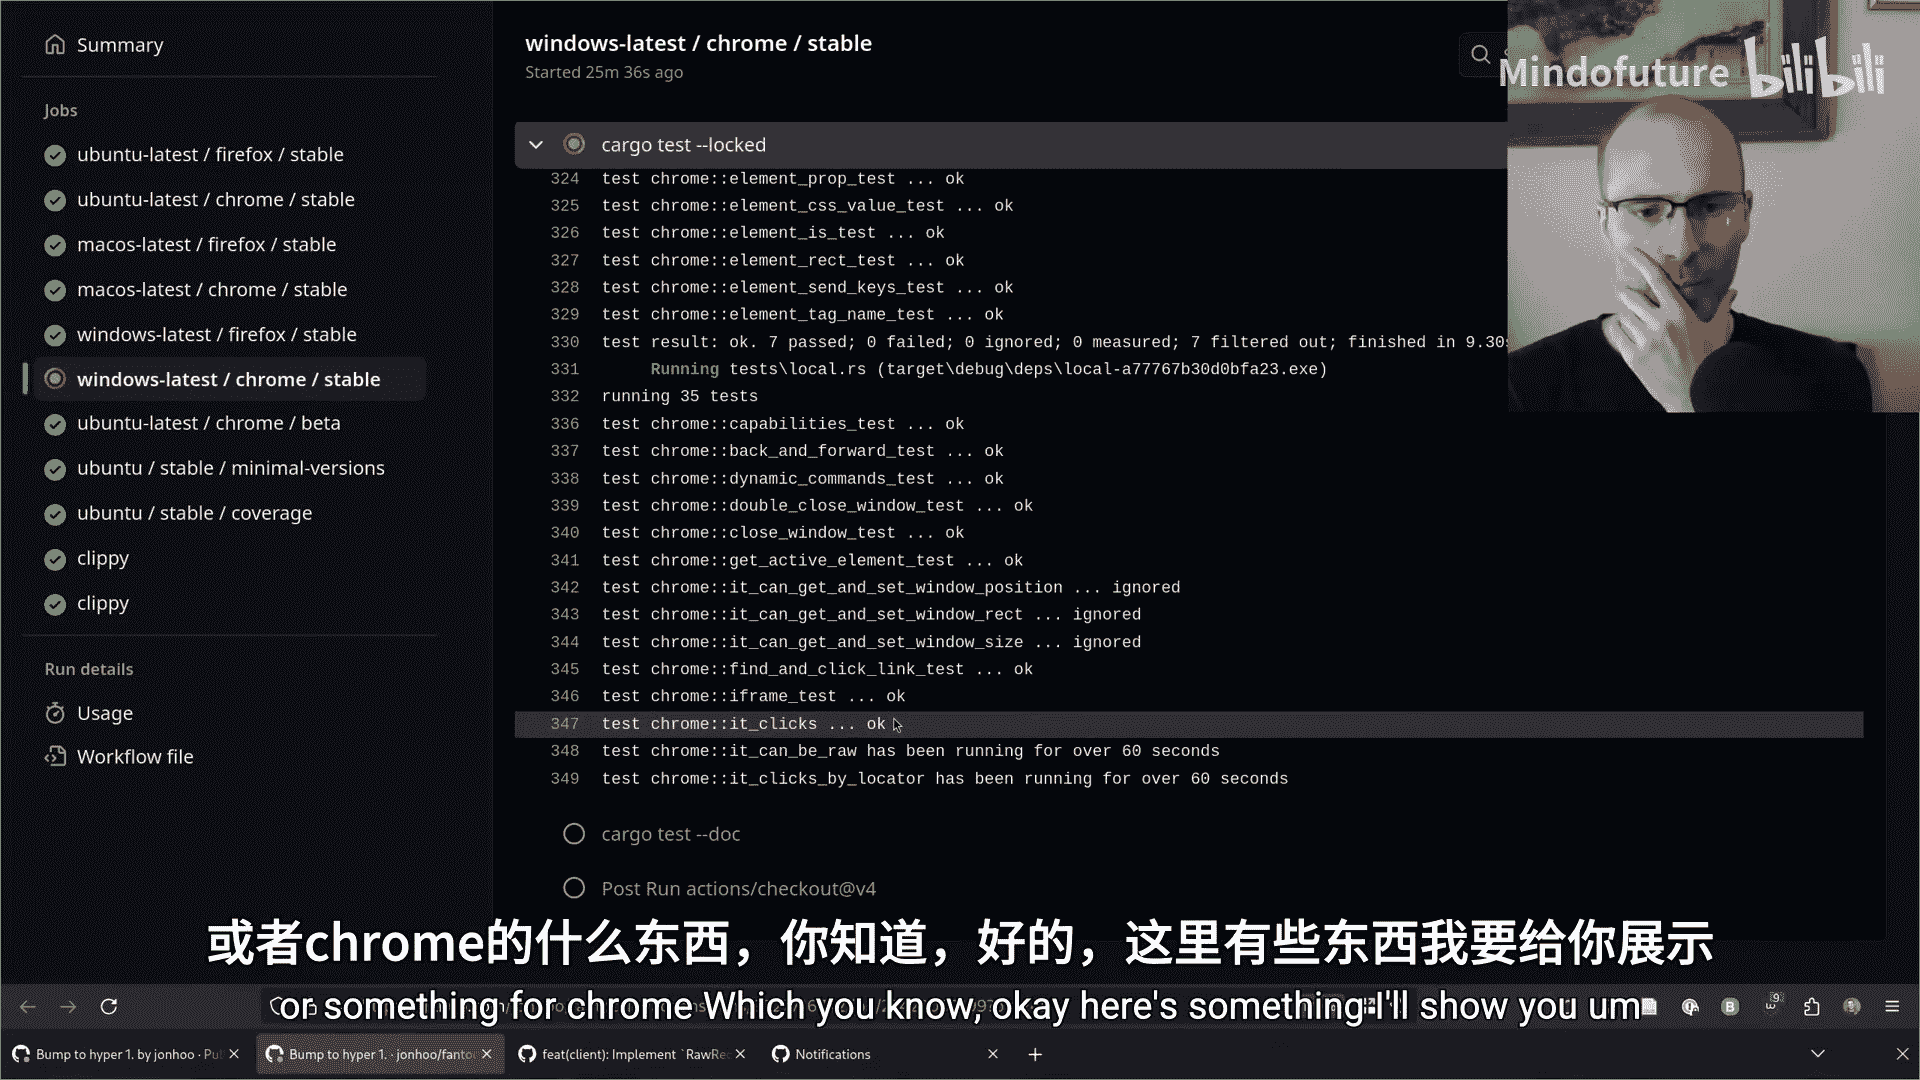 Summary
Jobs
ubuntu-latest / firefox / stable
ubuntu-latest / chrome / stable
macos-latest / firefox / stable
macos-latest / chrome / stable
windows-latest / firefox / stable
windows-latest / chrome / stable
ubuntu-latest / chrome / beta
ubuntu / stable / minimal-versions
ubuntu / stable / coverage
clippy
clippy
Run details
Usage
Workflow file
windows-latest / chrome / stable
Started 25m 36s ago
Mindofuture bilibili
cargo test --locked
324 test chrome::element_prop_test ... ok
325 test chrome::element_css_value_test ... ok
326 test chrome::element_is_test ... ok
327 test chrome::element_rect_test ... ok
328 test chrome::element_send_keys_test ... ok
329 test chrome::element_tag_name_test ... ok
330 test result: ok. 7 passed; 0 failed; 0 ignored; 0 measured; 7 filtered out; finished in 9.30s
331 Running tests\local.rs (target\debug\deps\local-a77767b30d0bfa23.exe)
332 running 35 tests
336 test chrome::capabilities_test ... ok
337 test chrome::back_and_forward_test ... ok
338 test chrome::dynamic_commands_test ... ok
339 test chrome::double_close_window_test ... ok
340 test chrome::close_window_test ... ok
341 test chrome::get_active_element_test ... ok
342 test chrome::it_can_get_and_set_window_position ... ignored
343 test chrome::it_can_get_and_set_window_rect ... ignored
344 test chrome::it_can_get_and_set_window_size ... ignored
345 test chrome::find_and_click_link_test ... ok
346 test chrome::iframe_test ... ok
347 test chrome::it_clicks ... ok
348 test chrome::it_can_be_raw has been running for over 60 seconds
349 test chrome::it_clicks_by_locator has been running for over 60 seconds
cargo test --doc
Post Run actions/checkout@v4
或者chrome的什么东西，你知道，好的，这里有些东西我要给你展示
or something for chrome Which you know, okay here's something I'll show you um
Bump to hyper 1. by jonhoo · Pu
Bump to hyper 1. · jonhoo/fanto
feat(client): Implement `RawRe
Notifications